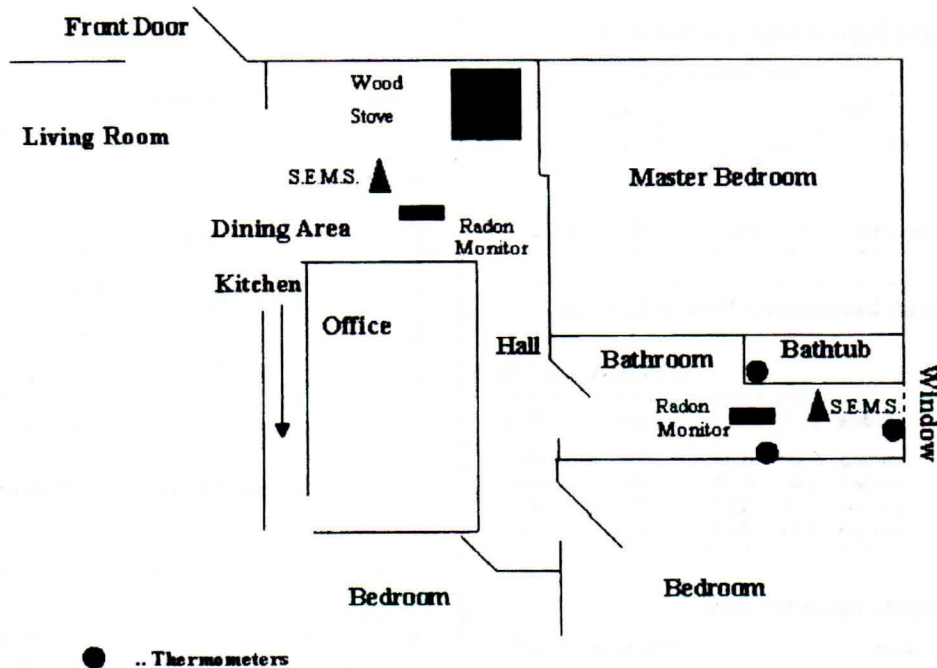 Front Door
Wood
Stove
Living Room
S.E.M.S.
Master Bedroom
Dining Area
Radon
Monitor
Kitchen
Office
Hall
Bathroom
Bathtub
Window
Radon
Monitor
S.E.M.S.
Bedroom
Bedroom
.. Thermometers